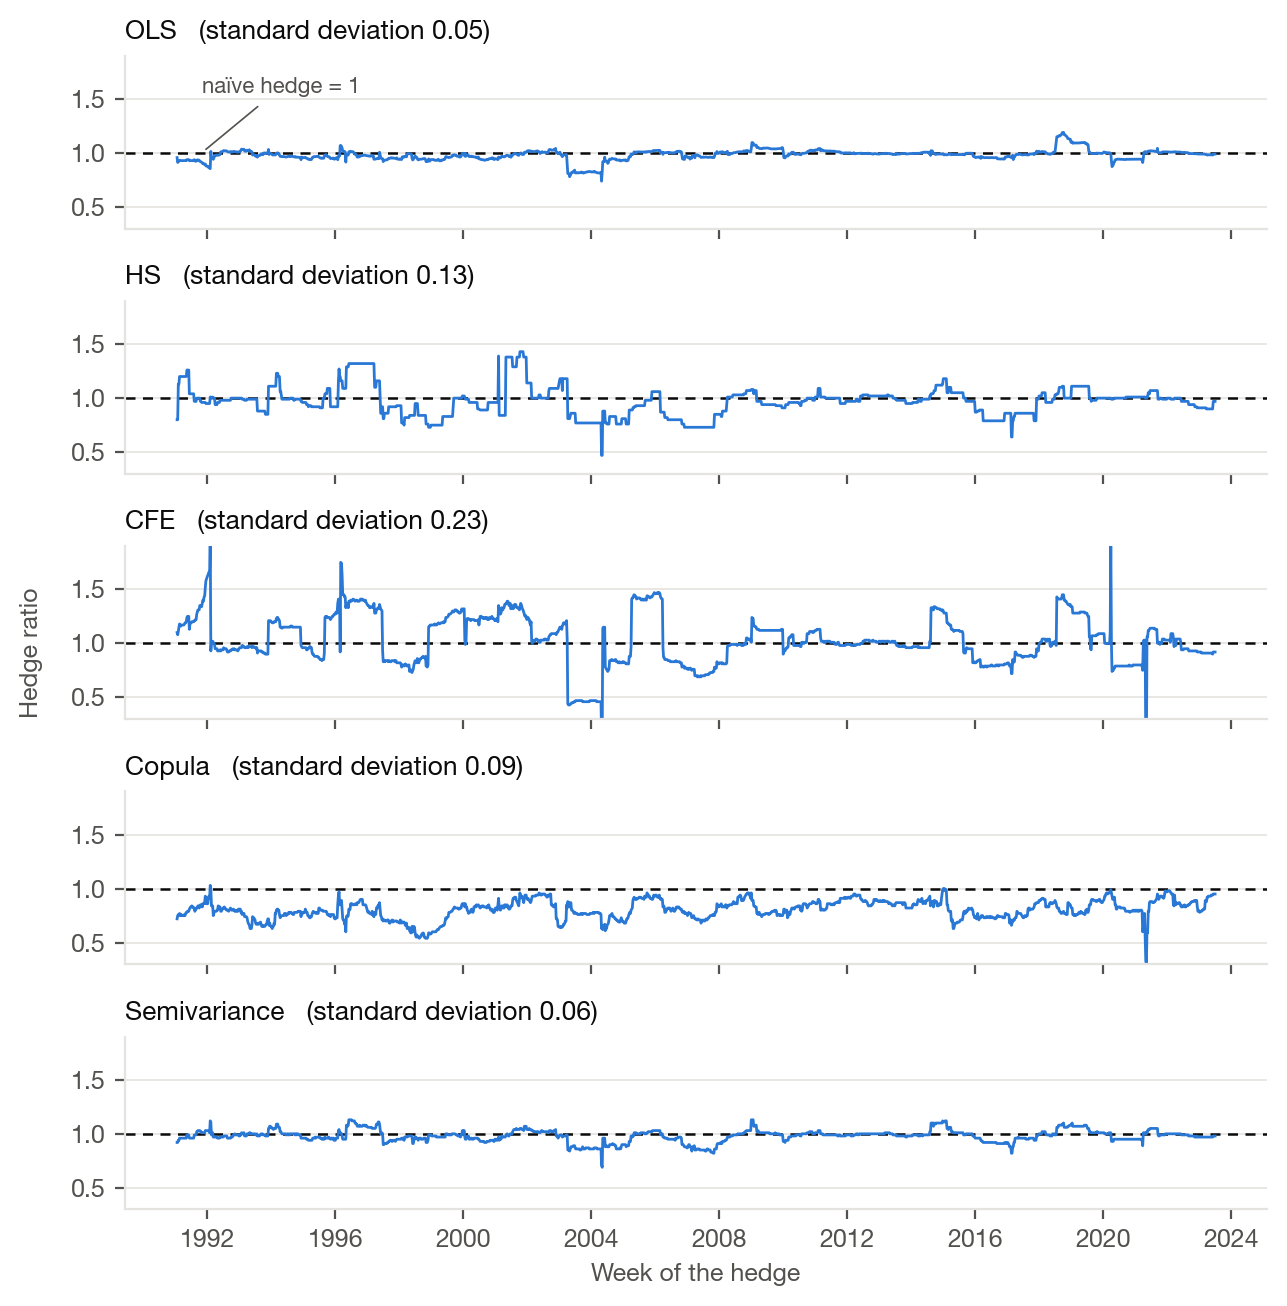 OLS (standard deviation 0.05)
naïve hedge = 1
1.5
1.0
0.5
HS (standard deviation 0.13)
1.5
1.0
0.5
CFE (standard deviation 0.23)
1.5
1.0
0.5
Hedge ratio
Copula (standard deviation 0.09)
1.5
1.0
0.5
Semivariance (standard deviation 0.06)
1.5
1.0
0.5
1992 1996 2000 2004 2008 2012 2016 2020 2024
Week of the hedge